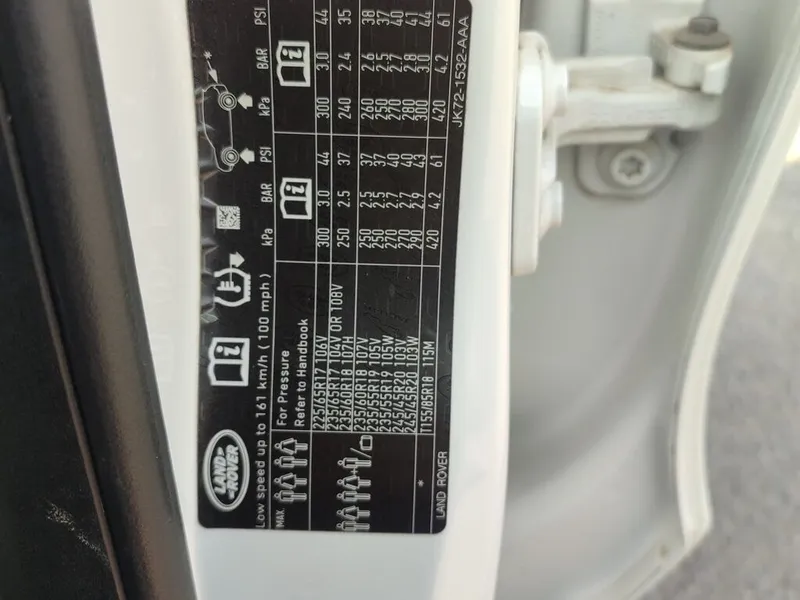 LAND ROVER
Low speed up to 161 km/h (100 mph)
MAX.
For Pressure
Refer to Handbook
kPa BAR PSI kPa BAR PSI
225/65R17 106V 300 3.0 44 300 3.0 44
235/65R17 104V OR 108V
235/60R18 107H 250 2.5 37 240 2.4 35
235/60R18 107V 250 2.5 37 260 2.6 38
235/55R19 105V 250 2.5 37 250 2.5 37
235/55R19 105W 270 2.7 40 270 2.7 40
245/45R20 103V 270 2.7 40 280 2.8 41
245/45R20 103W 290 2.9 43 300 3.0 44
* T155/85R18 115M 420 4.2 61 420 4.2 61
LAND ROVER JK72-1532-AAA